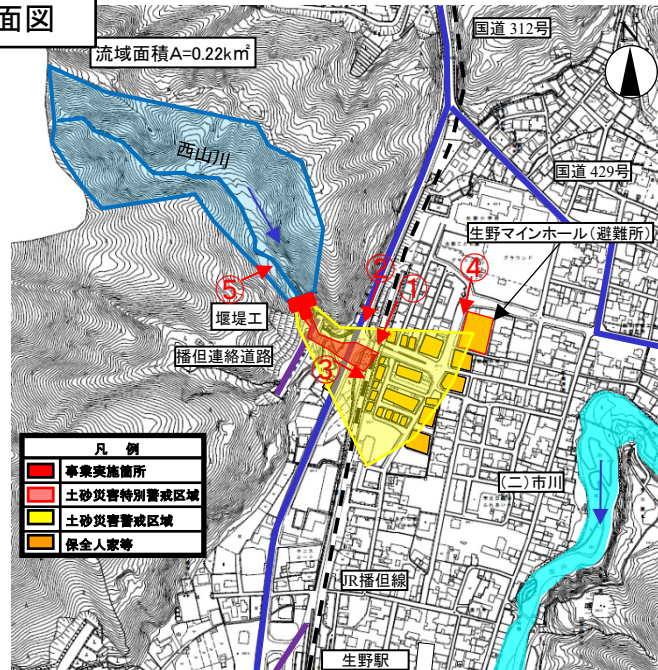 面図
国道 312号
流域面積A=0.22k㎡
N
西山川
国道 429号
生野マインホール(避難所)
② ① ④
⑤
堰堤工
播但連絡道路
③
凡 例
事業実施箇所
土砂災害特別警戒区域
土砂災害警戒区域
保全人家等
(二)市川
JR播但線
生野駅